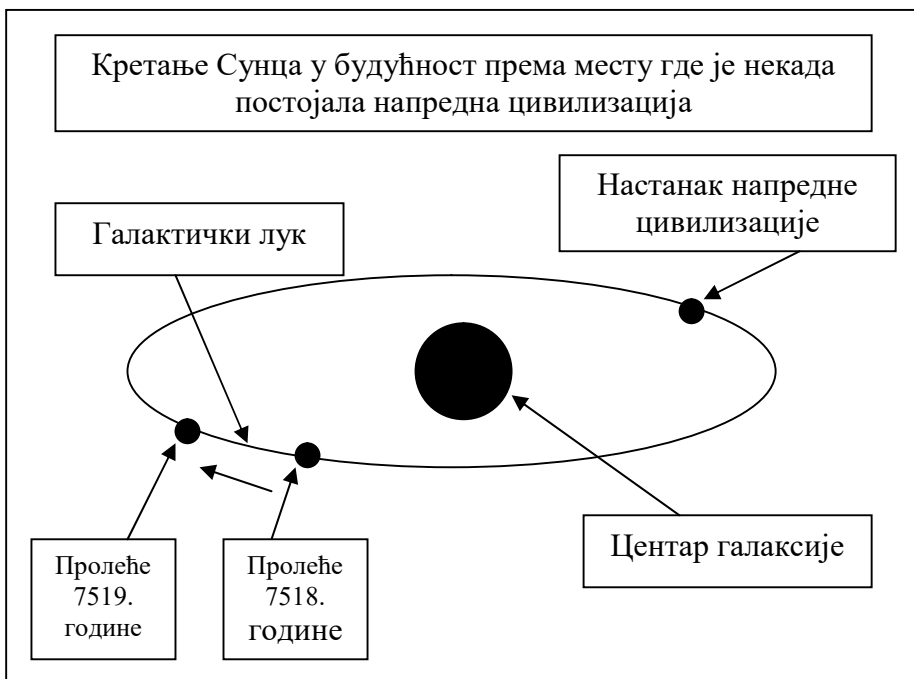 Кретање Сунца у будућност према месту где је некада
постојала напредна цивилизација
Настанак напредне
цивилизације
Галактички лук
Центар галаксије
Пролеће
7519.
године
Пролеће
7518.
године